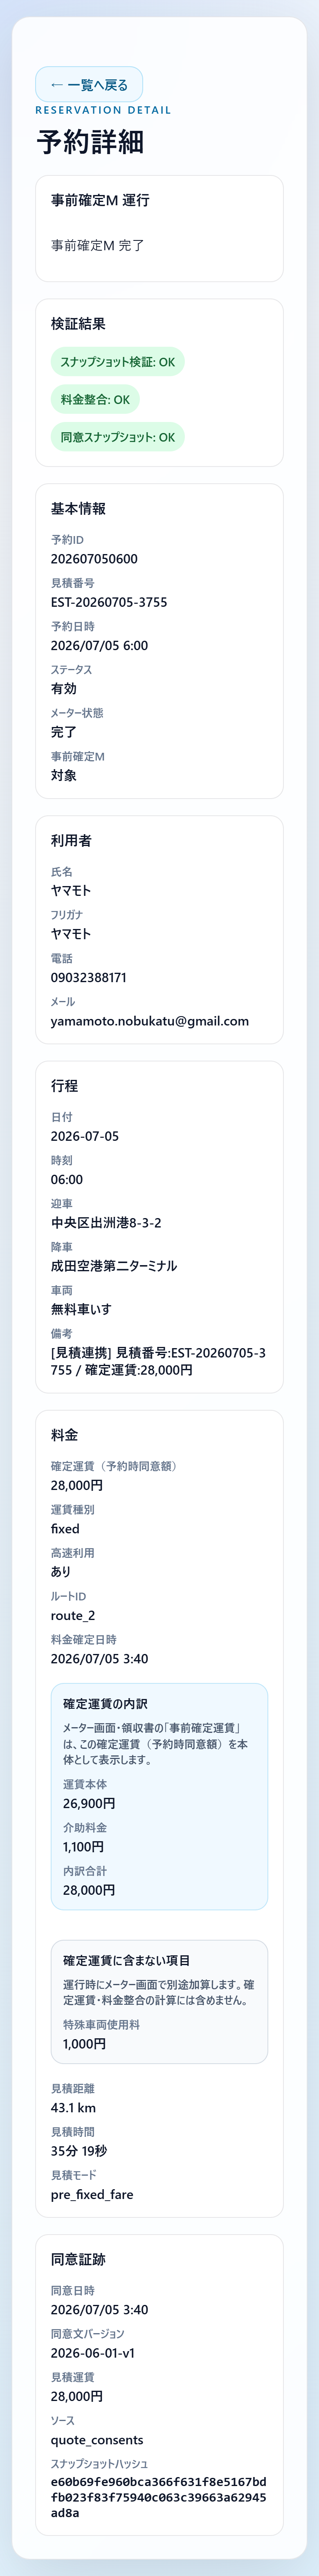 ← 一覧へ戻る
RESERVATION DETAIL
予約詳細
事前確定M 運行
事前確定M 完了
検証結果
スナップショット検証: OK
料金整合: OK
同意スナップショット: OK
基本情報
予約ID
202607050600
見積番号
EST-20260705-3755
予約日時
2026/07/05 6:00
ステータス
有効
メーター状態
完了
事前確定M
対象
利用者
氏名
ヤマモト
フリガナ
ヤマモト
電話
09032388171
メール
yamamoto.nobukatu@gmail.com
行程
日付
2026-07-05
時刻
06:00
迎車
中央区出洲港8-3-2
降車
成田空港第二ターミナル
車両
無料車いす
備考
[見積連携] 見積番号:EST-20260705-3
755 / 確定運賃:28,000円
料金
確定運賃（予約時同意額）
28,000円
運賃種別
fixed
高速利用
あり
ルートID
route_2
料金確定日時
2026/07/05 3:40
確定運賃の内訳
メーター画面・領収書の「事前確定運賃」
は、この確定運賃（予約時同意額）を本
体として表示します。
運賃本体
26,900円
介助料金
1,100円
内訳合計
28,000円
確定運賃に含まない項目
運行時にメーター画面で別途加算します。確
定運賃・料金整合の計算には含めません。
特殊車両使用料
1,000円
見積距離
43.1 km
見積時間
35分 19秒
見積モード
pre_fixed_fare
同意証跡
同意日時
2026/07/05 3:40
同意文バージョン
2026-06-01-v1
見積運賃
28,000円
ソース
quote_consents
スナップショットハッシュ
e60b69fe960bca366f631f8e5167bd
fb023f83f75940c063c39663a62945
ad8a